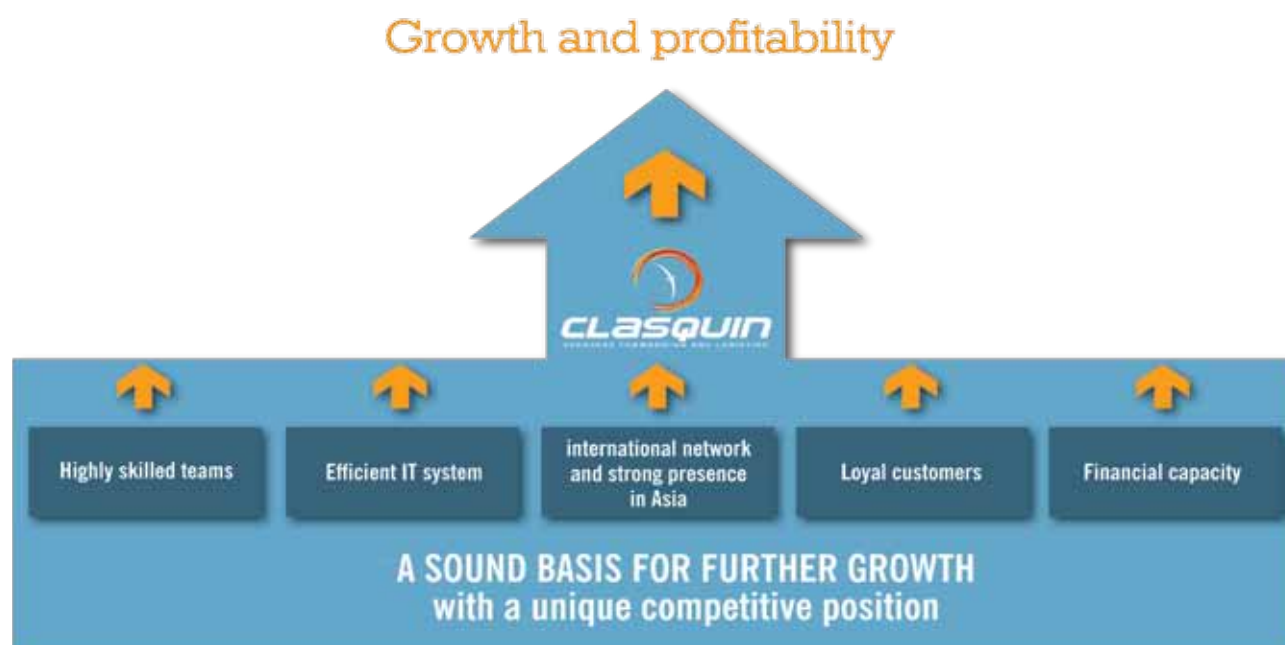 Growth and profitability
CLASQUIN
Highly skilled teams
Efficient IT system
international network
and strong presence
in Asia
Loyal customers
Financial capacity
A SOUND BASIS FOR FURTHER GROWTH
with a unique competitive position